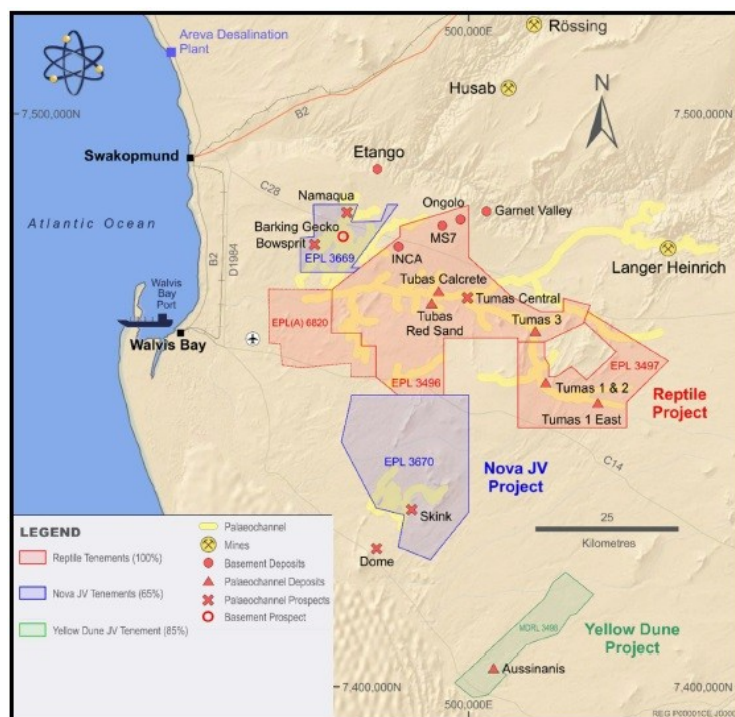 500,000E
Areva Desalination
Plant
Rössing
Husab
N
7,500,000N
7,500,000N
B2
Swakopmund
Etango
C28
Namaqua
Ongolo
Garnet Valley
Atlantic Ocean
Barking Gecko
MS7
Bowsprit
EPL 3669
INCA
Langer Heinrich
B2
D1984
Tubas Calcrete
Tumas Central
Walvis
Bay
Port
EPL(A) 6820
Tubas
Red Sand
Tumas 3
Walvis Bay
EPL 3497
EPL 3496
Tumas 1 & 2
Reptile
Project
Tumas 1 East
EPL 3670
Nova JV
Project
C14
Skink
25
Kilometres
LEGEND
Palaeochannel
Mines
Reptile Tenements (100%)
Basement Deposits
Dome
Palaeochannel Deposits
Nova JV Tenements (65%)
Palaeochannel Prospects
Basement Prospect
Yellow Dune JV Tenement (85%)
Yellow Dune
Project
Aussinanis
7,400,000N
7,400,000N
500,000E